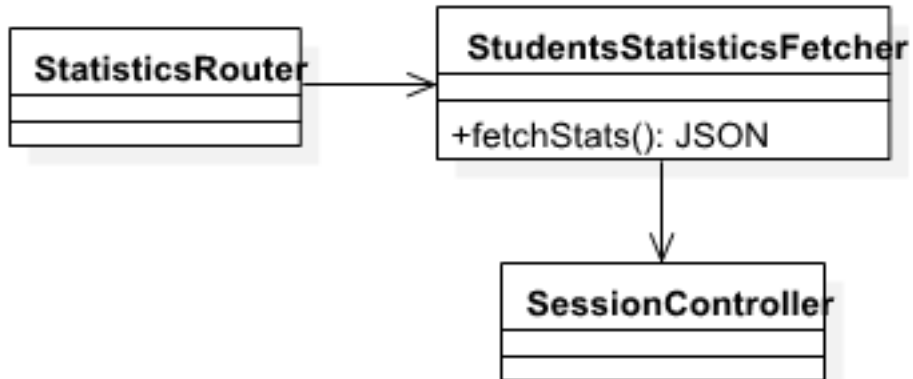 StatisticsRouter
StudentsStatisticsFetcher
+fetchStats(): JSON
SessionController